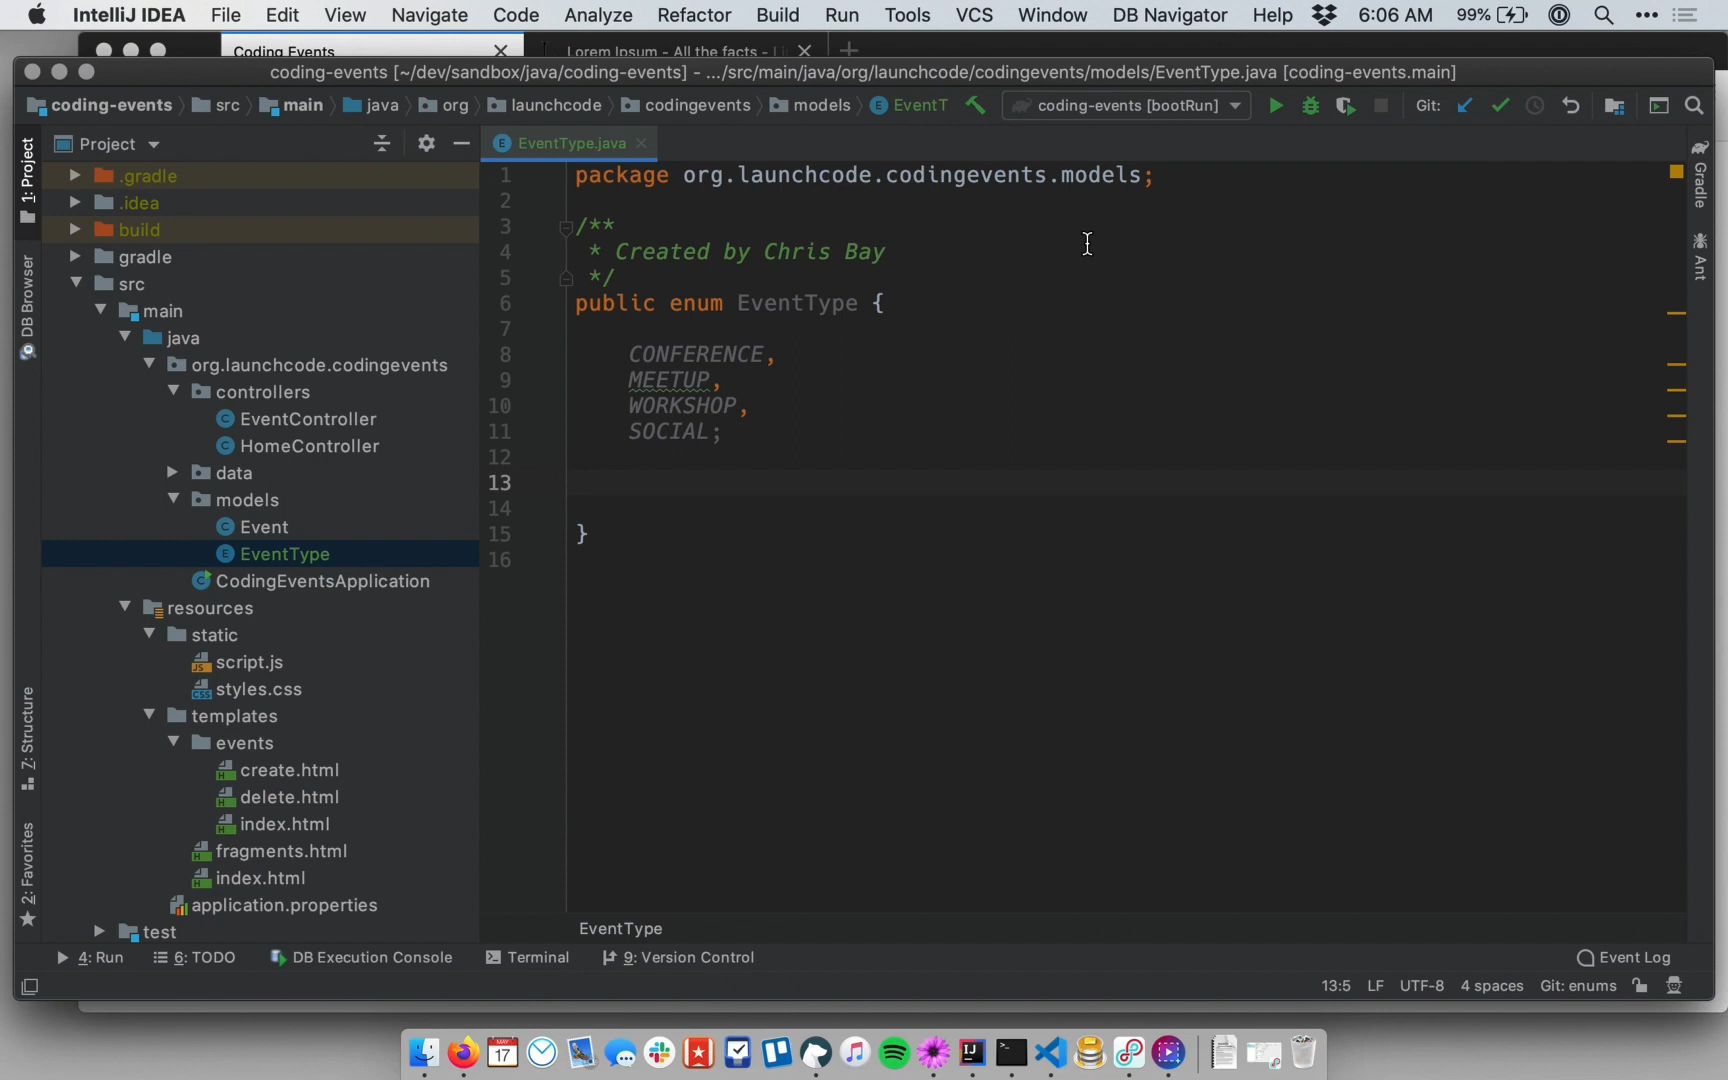 IntelliJ IDEA File Edit View Navigate Code Analyze Refactor Build Run Tools VCS Window DB Navigator Help 6:06 AM 99%
Coding Events Lorem Ipsum - All the facts - Li
coding-events [~/dev/sandbox/java/coding-events] - .../src/main/java/org/launchcode/codingevents/models/EventType.java [coding-events.main]
coding-events src main java org launchcode codingevents models EventT coding-events [bootRun] Git:
Project EventType.java
1: Project
DB Browser
7: Structure
2: Favorites
.gradle
.idea
build
gradle
src
main
java
org.launchcode.codingevents
controllers
EventController
HomeController
data
models
Event
EventType
CodingEventsApplication
resources
static
script.js
styles.css
templates
events
create.html
delete.html
index.html
fragments.html
index.html
application.properties
test
1 package org.launchcode.codingevents.models;
2
3 /**
4 * Created by Chris Bay
5 */
6 public enum EventType {
7
8 CONFERENCE,
9 MEETUP,
10 WORKSHOP,
11 SOCIAL;
12
13
14
15 }
16
Gradle
Ant
EventType
4: Run 6: TODO DB Execution Console Terminal 9: Version Control Event Log
13:5 LF UTF-8 4 spaces Git: enums
17
IJ